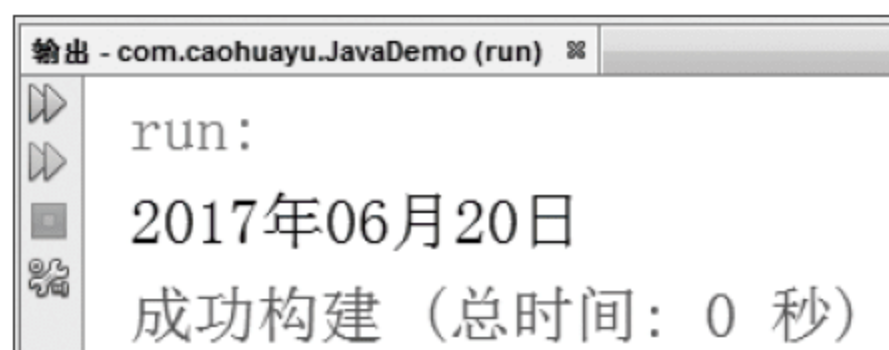 输出 - com.caohuayu.JavaDemo (run)
run:
2017年06月20日
成功构建 (总时间: 0 秒)